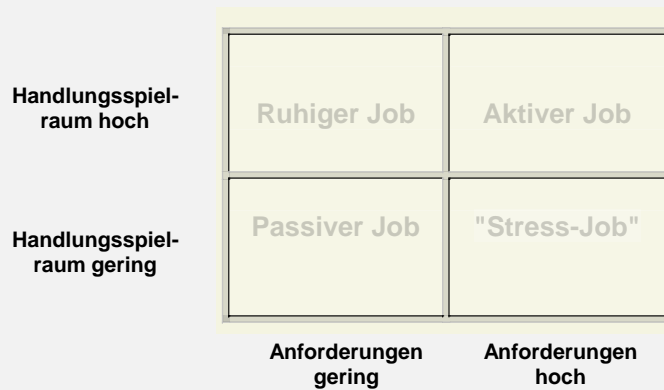 Handlungsspiel-
raum hoch
Ruhiger Job
Aktiver Job
Handlungsspiel-
raum gering
Passiver Job
"Stress-Job"
Anforderungen
gering
Anforderungen
hoch